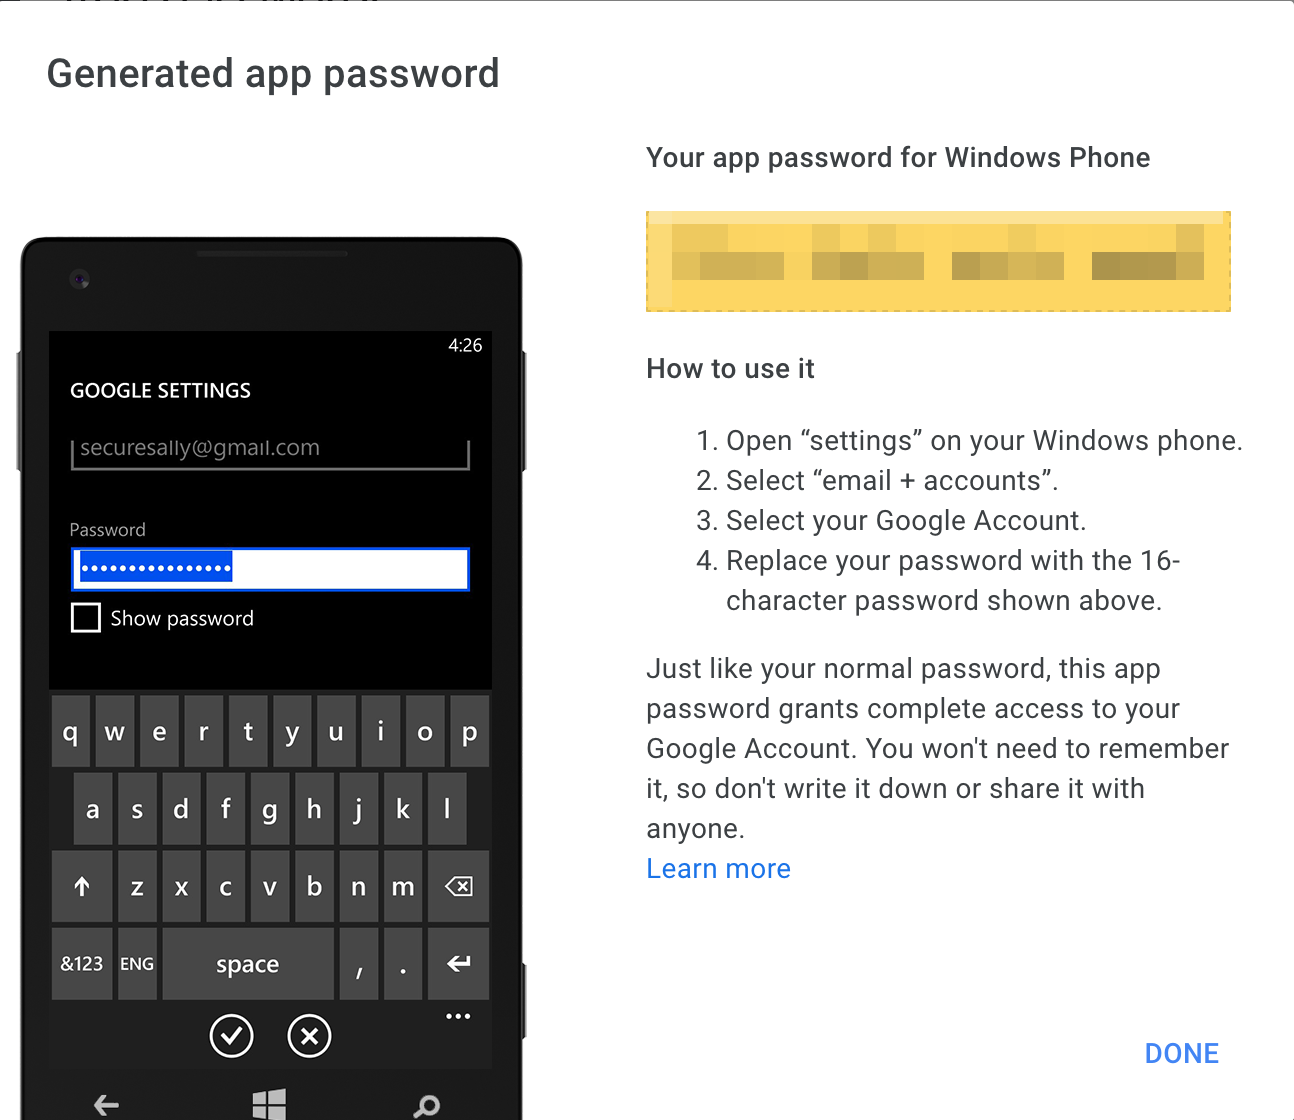 Generated app password
Your app password for Windows Phone
How to use it
1. Open “settings” on your Windows phone.
2. Select “email + accounts”.
3. Select your Google Account.
4. Replace your password with the 16-
character password shown above.
Just like your normal password, this app
password grants complete access to your
Google Account. You won't need to remember
it, so don't write it down or share it with
anyone.
Learn more
DONE
4:26
GOOGLE SETTINGS
securesally@gmail.com
Password
••••••••••••••••
Show password
q w e r t y u i o p
a s d f g h j k l
z x c v b n m
&123 ENG space , .